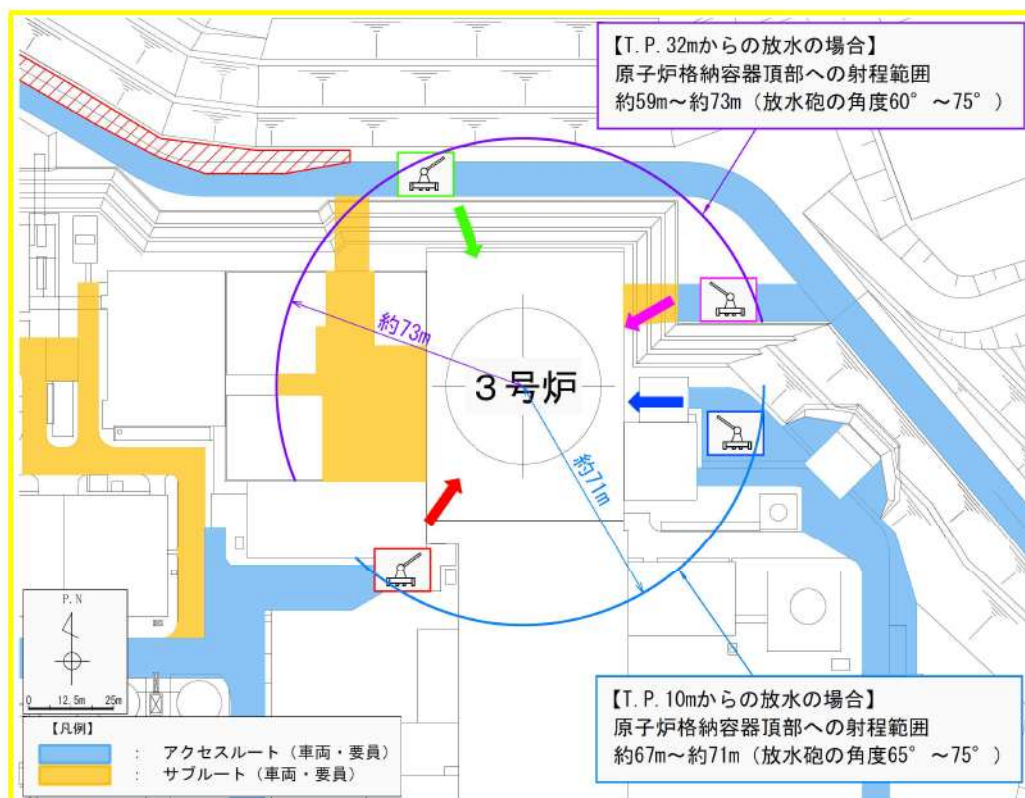 【T.P.32mからの放水の場合】
原子炉格納容器頂部への射程範囲
約59m～約73m（放水砲の角度60°～75°）
約73m
3号炉
約71m
P.N
0 12.5m 25m
【凡例】
： アクセスルート（車両・要員）
： サブルート（車両・要員）
【T.P.10mからの放水の場合】
原子炉格納容器頂部への射程範囲
約67m～約71m（放水砲の角度65°～75°）